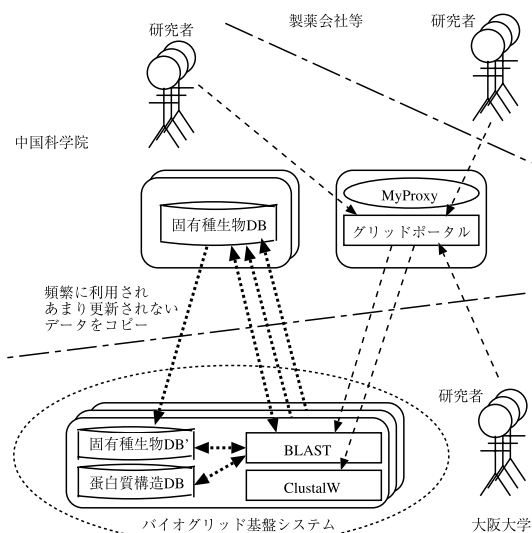 製薬会社等
研究者
研究者
中国科学院
MyProxy
固有種生物DB
グリッドポータル
頻繁に利用され
あまり更新されない
データをコピー
研究者
固有種生物DB'
BLAST
蛋白質構造DB
ClustalW
バイオグリッド基盤システム
大阪大学